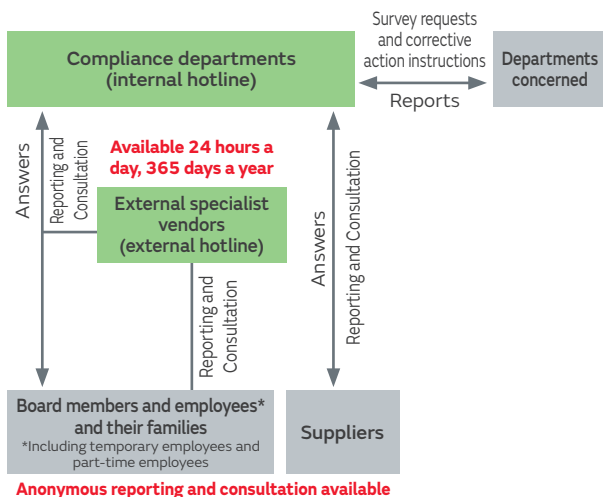 Compliance departments
(internal hotline)
Survey requests
and corrective
action instructions
Reports
Departments
concerned
Available 24 hours a
day, 365 days a year
Answers
Reporting and
Consultation
External specialist
vendors
(external hotline)
Reporting and
Consultation
Answers
Reporting and Consultation
Board members and employees*
and their families
*Including temporary employees and
part-time employees
Suppliers
Anonymous reporting and consultation available